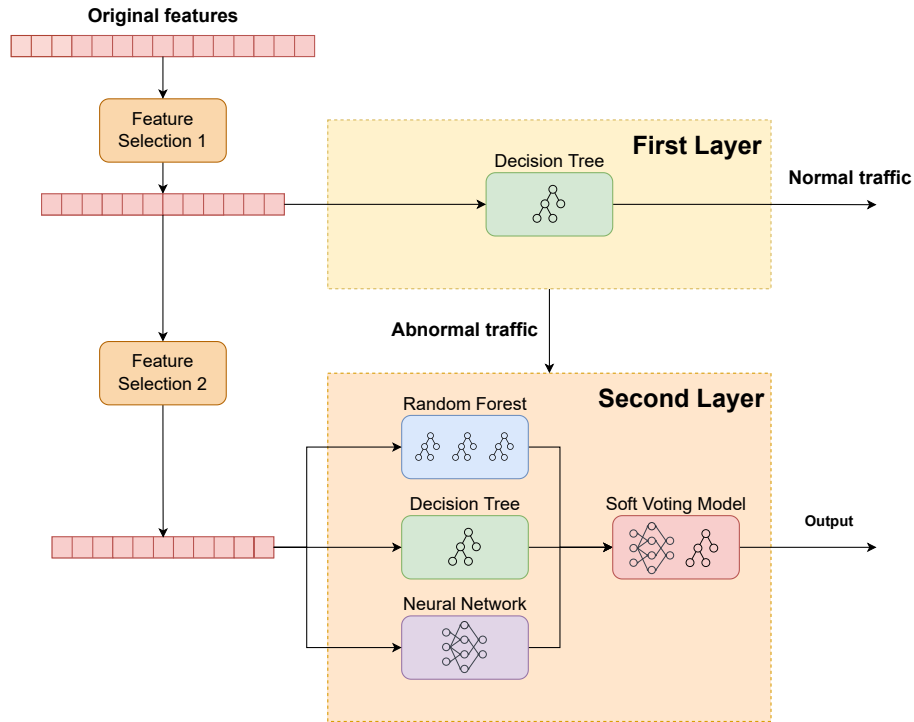 Original features
Feature
Selection 1
First Layer
Decision Tree
Normal traffic
Abnormal traffic
Feature
Selection 2
Second Layer
Random Forest
Decision Tree
Soft Voting Model
Output
Neural Network